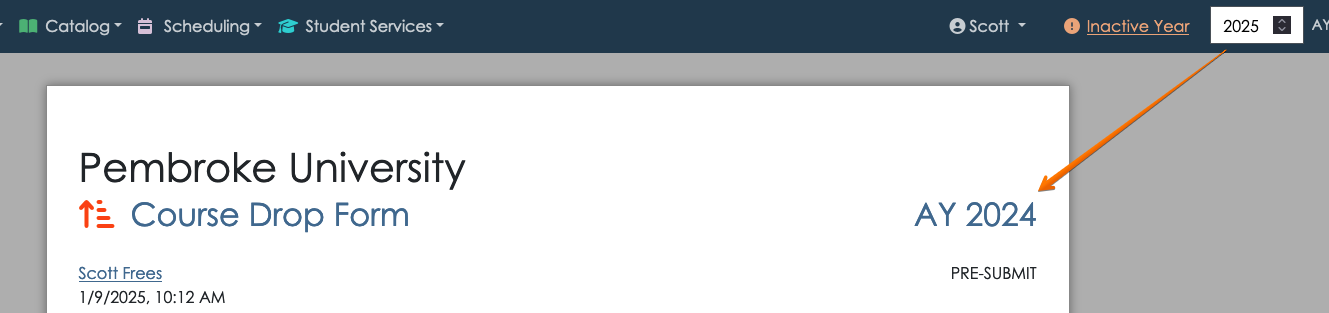 Catalog Scheduling Student Services Scott Inactive Year 2025 AY
Pembroke University
Course Drop Form AY 2024
Scott Frees PRE-SUBMIT
1/9/2025, 10:12 AM